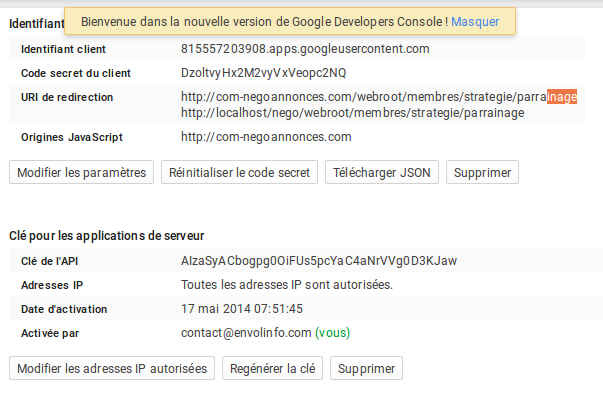 Bienvenue dans la nouvelle version de Google Developers Console ! Masquer
Identifiant client 815557203908.apps.googleusercontent.com
Code secret du client DzoltvyHx2M2vyVxVeopc2NQ
URI de redirection http://com-negoannonces.com/webroot/membres/strategie/parrainage
http://localhost/nego/webroot/membres/strategie/parrainage
Origines JavaScript http://com-negoannonces.com
Modifier les paramètres Réinitialiser le code secret Télécharger JSON Supprimer
Clé pour les applications de serveur
Clé de l'API AIzaSyACbogpg0OiFUs5pcYaC4aNrVVg0D3KJaw
Adresses IP Toutes les adresses IP sont autorisées.
Date d'activation 17 mai 2014 07:51:45
Activée par contact@envolinfo.com (vous)
Modifier les adresses IP autorisées Regénérer la clé Supprimer